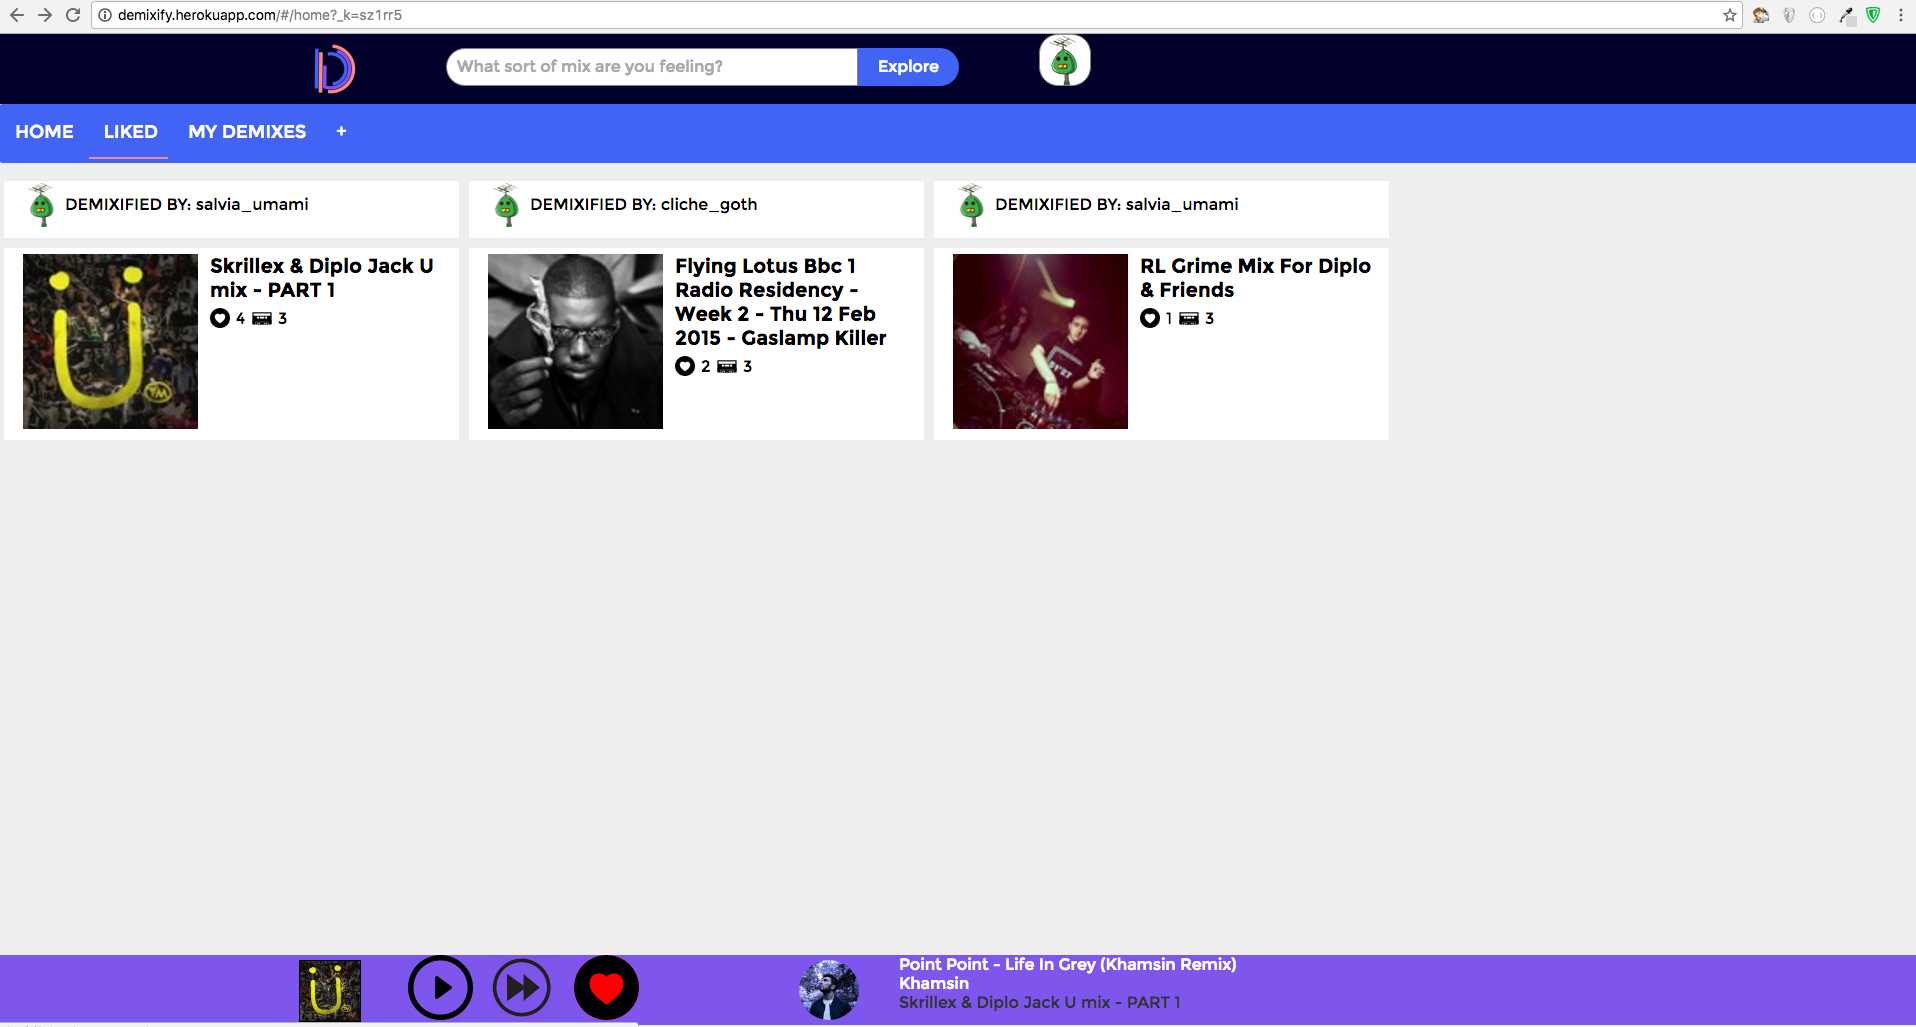 demixify.herokuapp.com/#/home?_k=sz1rr5
What sort of mix are you feeling?
Explore
HOME
LIKED
MY DEMIXES
+
DEMIXIFIED BY: salvia_umami
DEMIXIFIED BY: cliche_goth
DEMIXIFIED BY: salvia_umami
Skrillex & Diplo Jack U
mix - PART 1
4
3
Flying Lotus Bbc 1
Radio Residency -
Week 2 - Thu 12 Feb
2015 - Gaslamp Killer
2
3
RL Grime Mix For Diplo
& Friends
1
3
Point Point - Life In Grey (Khamsin Remix)
Khamsin
Skrillex & Diplo Jack U mix - PART 1